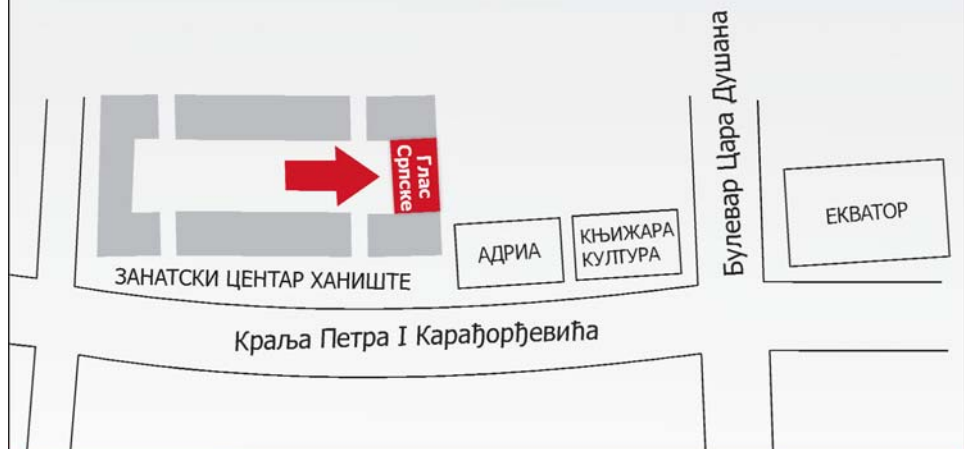 Булевар Цара Душана
Глас
Српске
ЕКВАТОР
КЊИЖАРА
КУЛТУРА
АДРИА
ЗАНАТСКИ ЦЕНТАР ХАНИШТЕ
Краља Петра I Карађорђевића